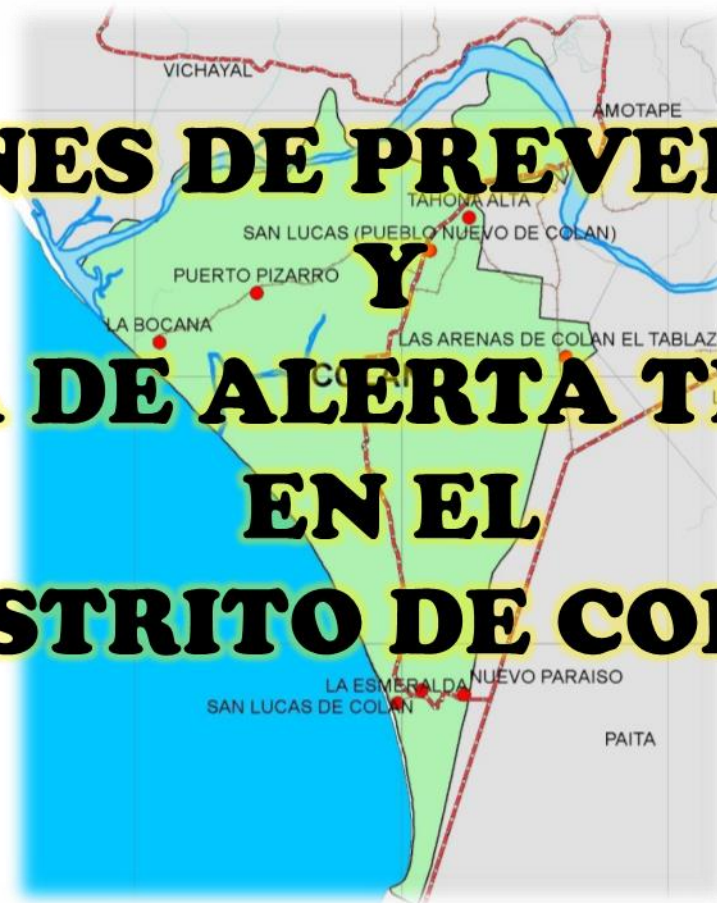 VICHAYAL
AMOTAPE
NES DE PREVE
TAHONA ALTA
SAN LUCAS (PUEBLO NUEVO DE COLAN)
Y
PUERTO PIZARRO
LA BOCANA
LAS ARENAS DE COLAN EL TABLAZ
DE ALERTA T
EN EL
STRITO DE CO
LA ESMERALDA
NUEVO PARAISO
SAN LUCAS DE COLAN
PAITA